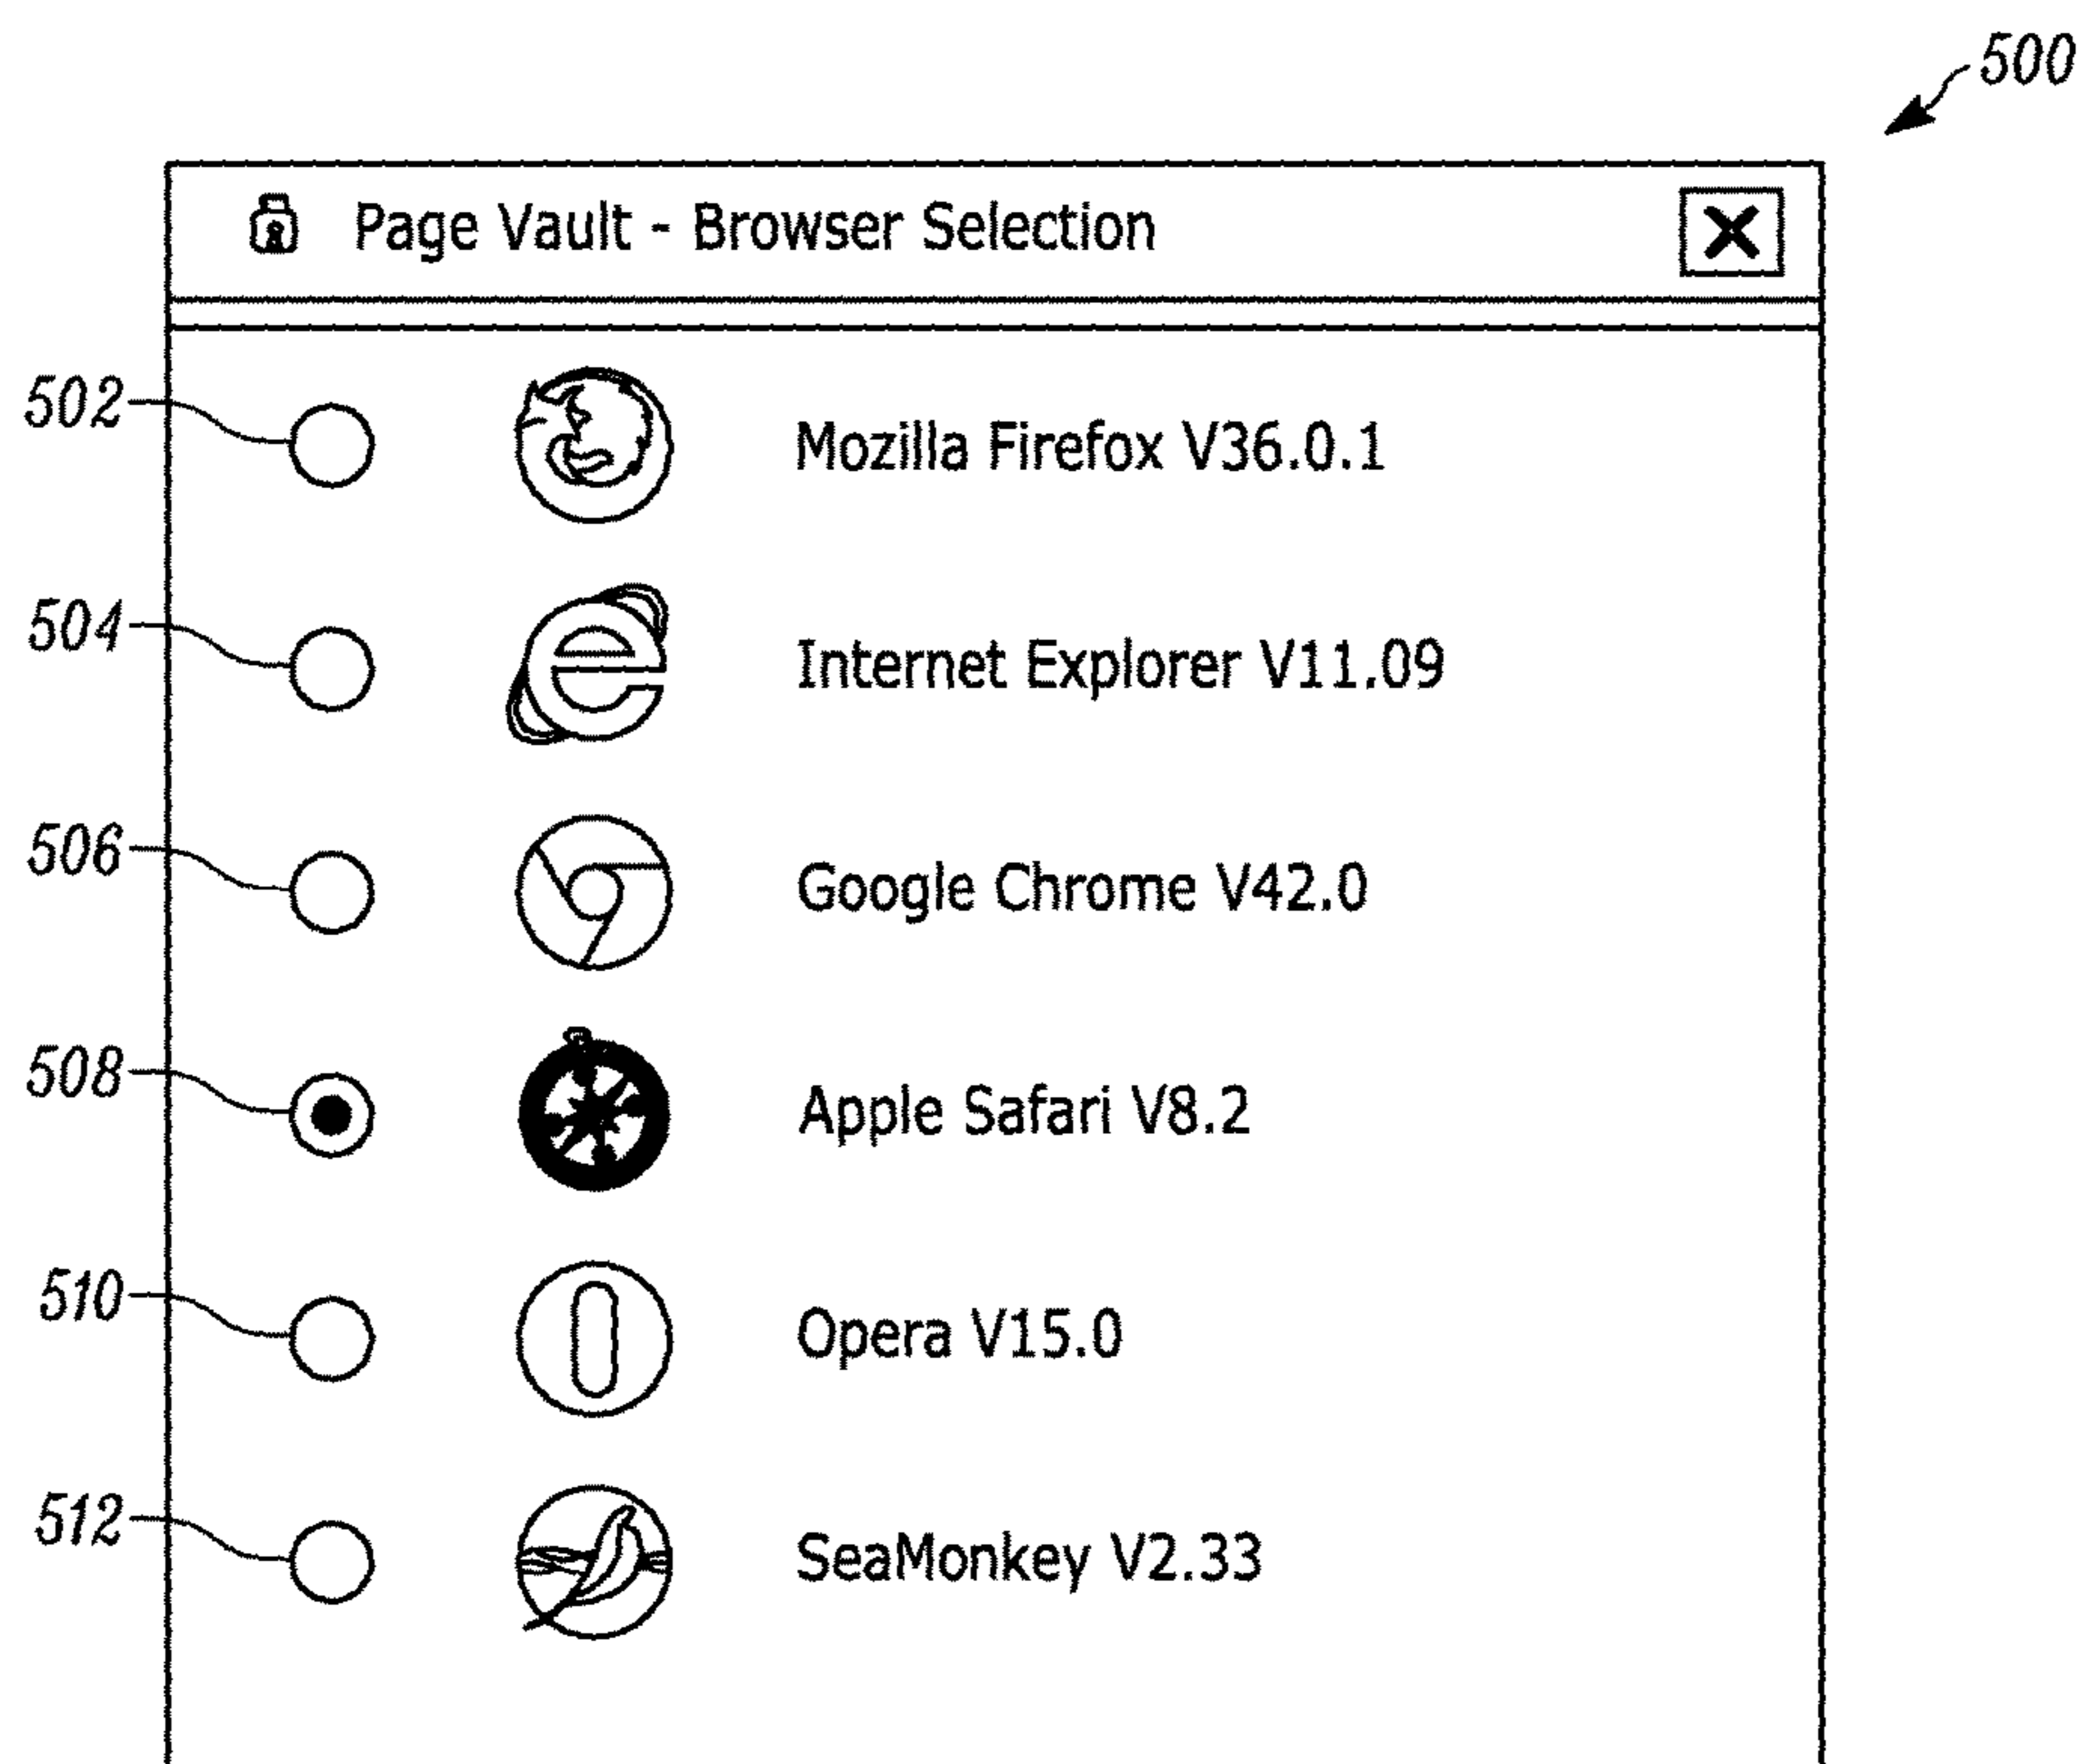 500
Page Vault - Browser Selection
502 Mozilla Firefox V36.0.1
504 Internet Explorer V11.09
506 Google Chrome V42.0
508 Apple Safari V8.2
510 Opera V15.0
512 SeaMonkey V2.33